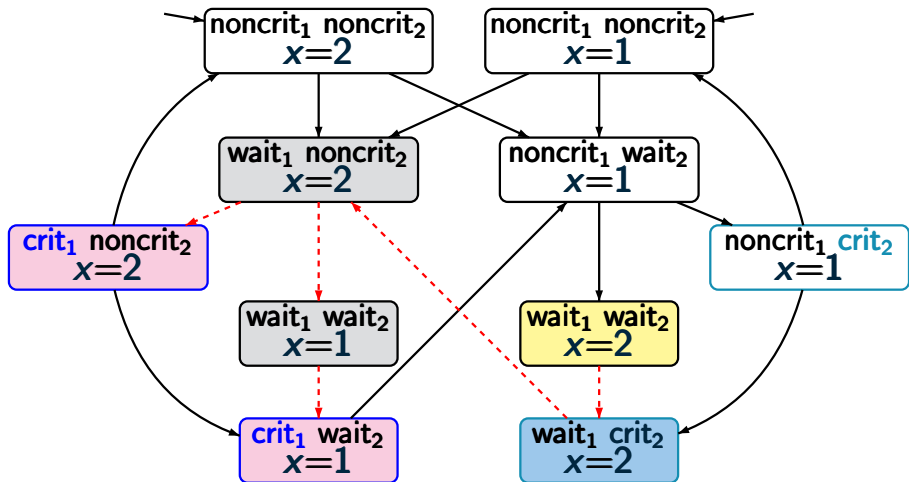 noncrit₁ noncrit₂
x=2
noncrit₁ noncrit₂
x=1
wait₁ noncrit₂
x=2
noncrit₁ wait₂
x=1
crit₁ noncrit₂
x=2
noncrit₁ crit₂
x=1
wait₁ wait₂
x=1
wait₁ wait₂
x=2
crit₁ wait₂
x=1
wait₁ crit₂
x=2